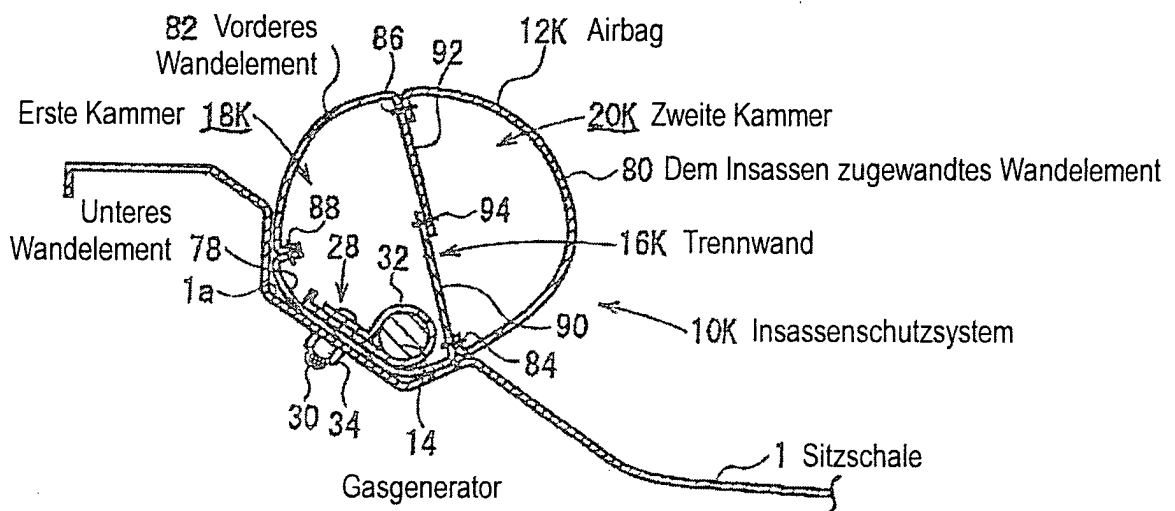 82 Vorderes
Wandelement
86
92
12K Airbag
Erste Kammer 18K
20K Zweite Kammer
80 Dem Insassen zugewandtes Wandelement
Unteres
Wandelement
88
94
16K Trennwand
78
28
32
1a
90
10K Insassenschutzsystem
84
30
34
14
Gasgenerator
1 Sitzschale